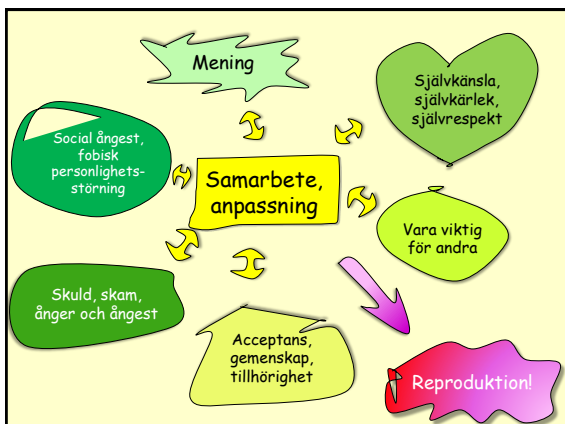 Mening
Självkänsla,
självkärlek,
självrespekt
Social ångest,
fobisk
personlighets-
störning
Samarbete,
anpassning
Vara viktig
för andra
Skuld, skam,
ånger och ångest
Acceptans,
gemenskap,
tillhörighet
Reproduktion!